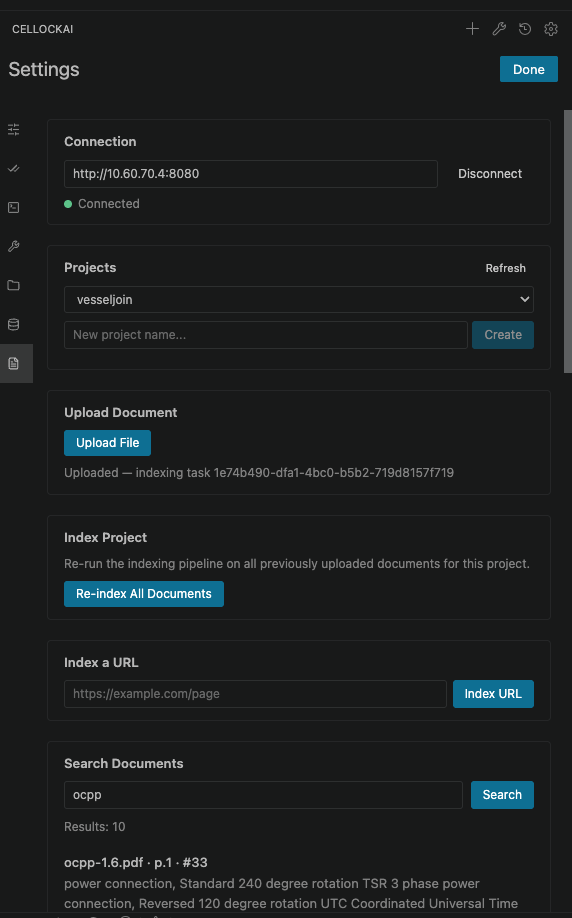 CELLOCKAI
Settings
Done
Connection
http://10.60.70.4:8080
Disconnect
Connected
Projects
Refresh
vesseljoin
New project name...
Create
Upload Document
Upload File
Uploaded — indexing task 1e74b490-dfa1-4bc0-b5b2-719d8157f719
Index Project
Re-run the indexing pipeline on all previously uploaded documents for this project.
Re-index All Documents
Index a URL
https://example.com/page
Index URL
Search Documents
ocpp
Search
Results: 10
ocpp-1.6.pdf · p.1 · #33
power connection, Standard 240 degree rotation TSR 3 phase power
connection, Reversed 120 degree rotation UTC Coordinated Universal Time